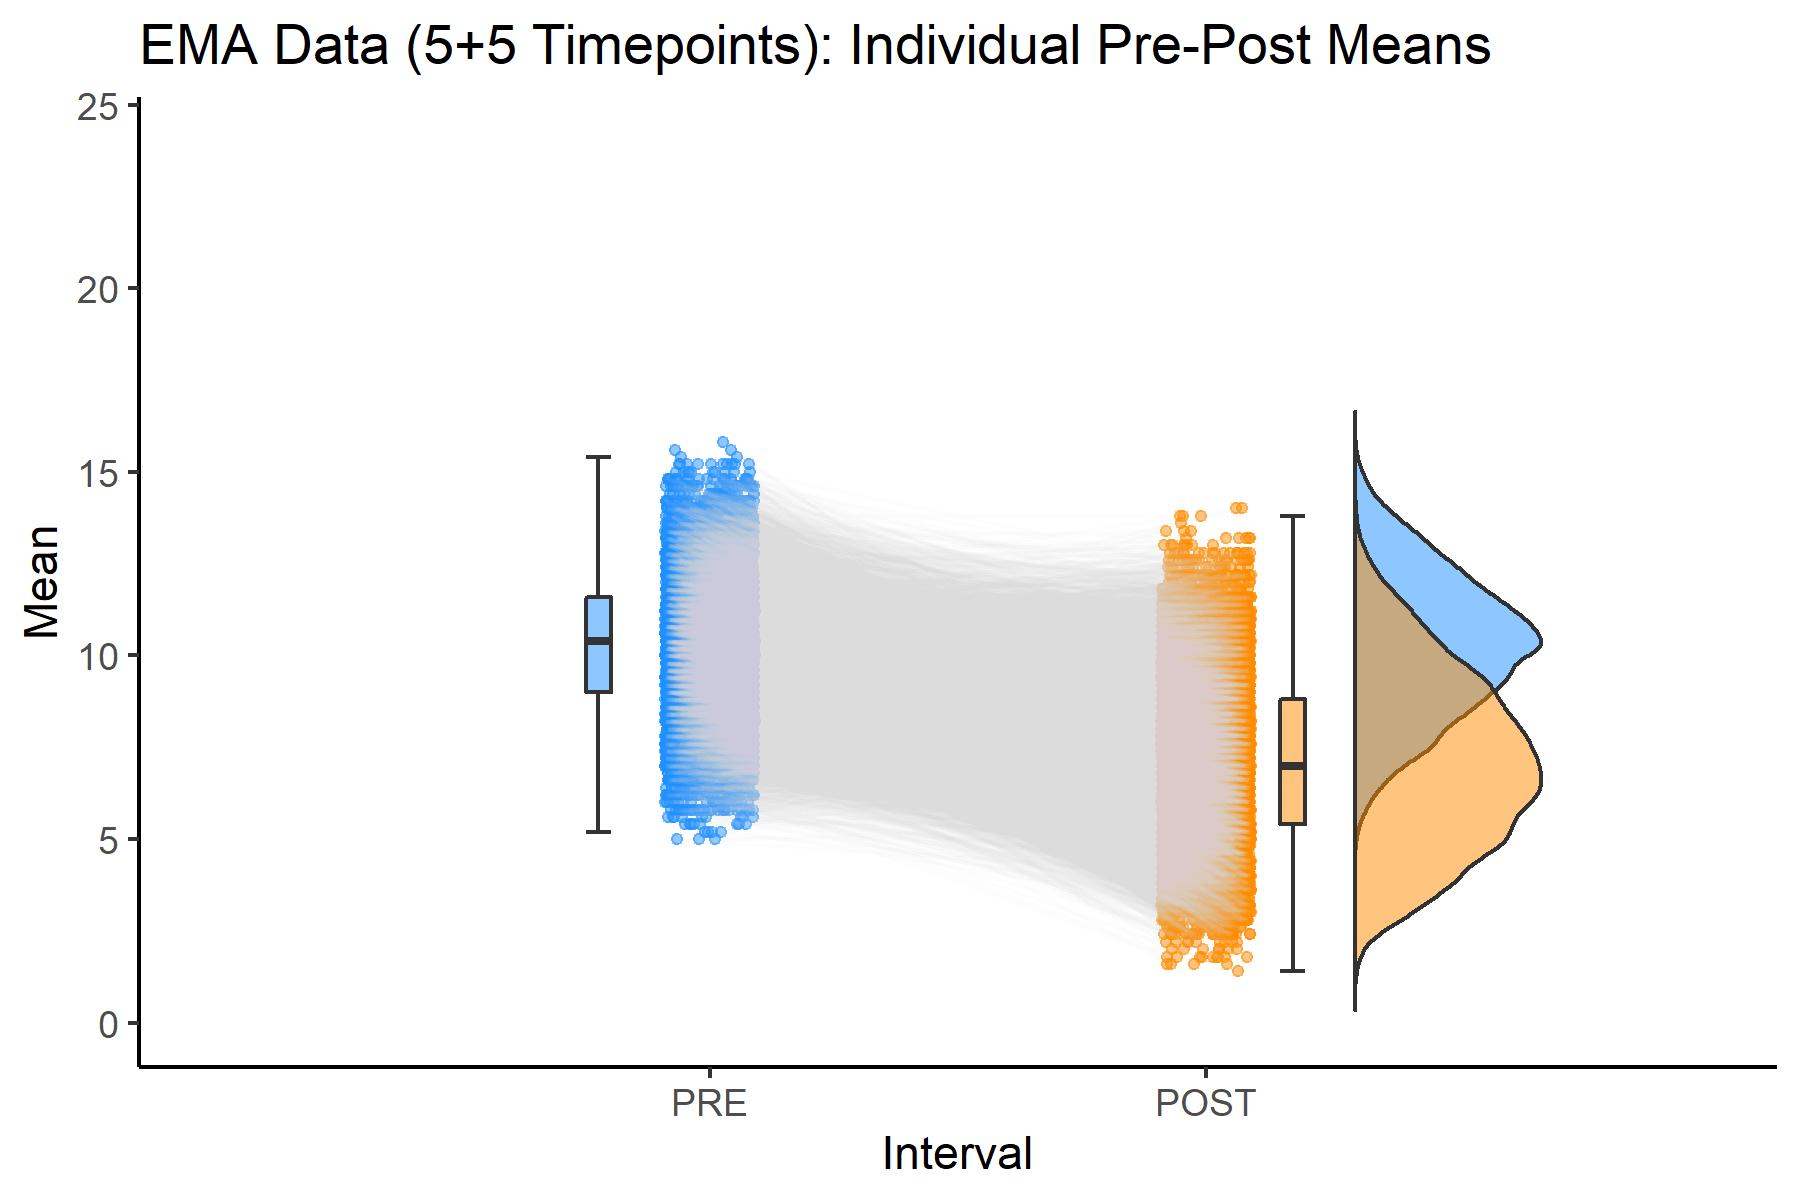 EMA Data (5+5 Timepoints): Individual Pre-Post Means
25
20
15
10
5
0
Mean
PRE
POST
Interval